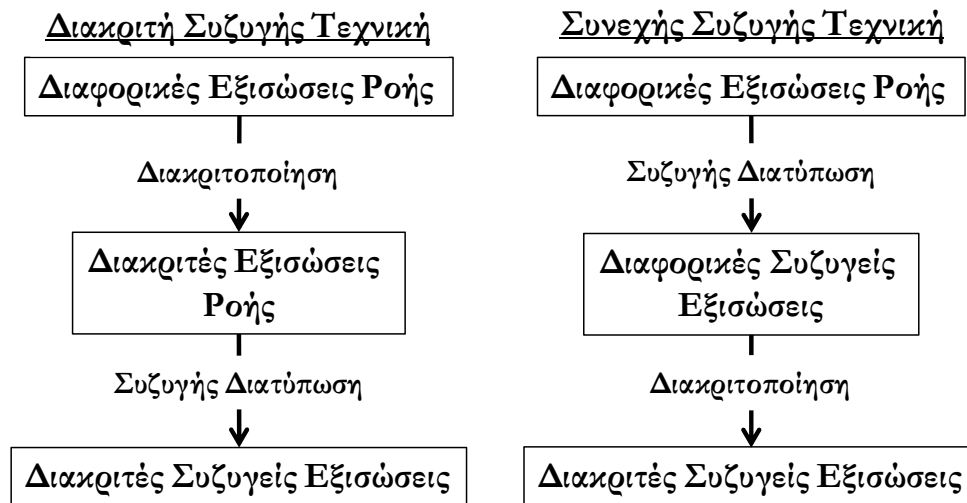 Διακριτή Συζυγής Τεχνική
Διαφορικές Εξισώσεις Ροής
Διακριτοποίηση
Διακριτές Εξισώσεις
Ροής
Συζυγής Διατύπωση
Διακριτές Συζυγείς Εξισώσεις
Συνεχής Συζυγής Τεχνική
Διαφορικές Εξισώσεις Ροής
Συζυγής Διατύπωση
Διαφορικές Συζυγείς
Εξισώσεις
Διακριτοποίηση
Διακριτές Συζυγείς Εξισώσεις